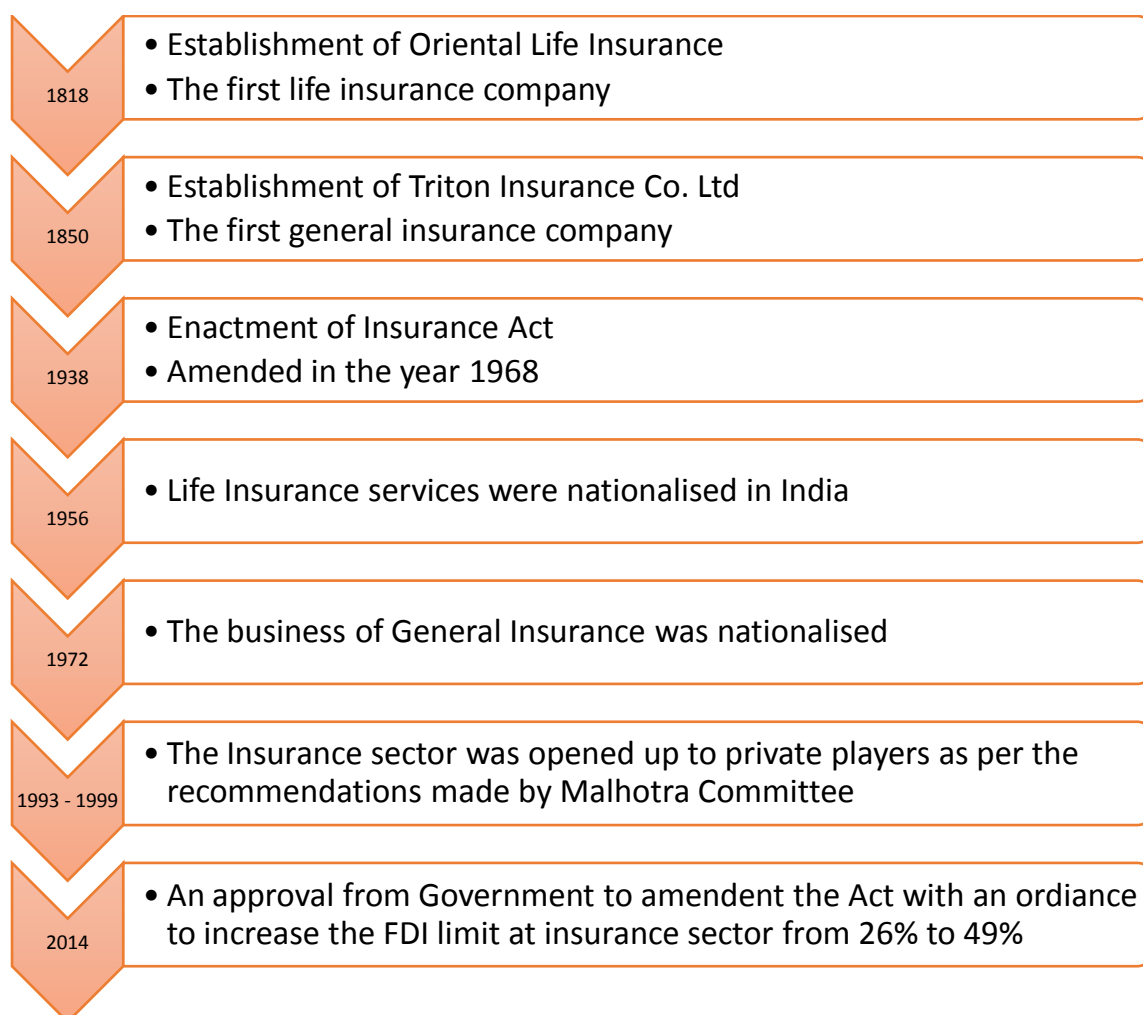 1818
• Establishment of Oriental Life Insurance
• The first life insurance company
1850
• Establishment of Triton Insurance Co. Ltd
• The first general insurance company
1938
• Enactment of Insurance Act
• Amended in the year 1968
1956
• Life Insurance services were nationalised in India
1972
• The business of General Insurance was nationalised
1993 - 1999
• The Insurance sector was opened up to private players as per the
recommendations made by Malhotra Committee
2014
• An approval from Government to amendent the Act with an ordiance
to increase the FDI limit at insurance sector from 26% to 49%